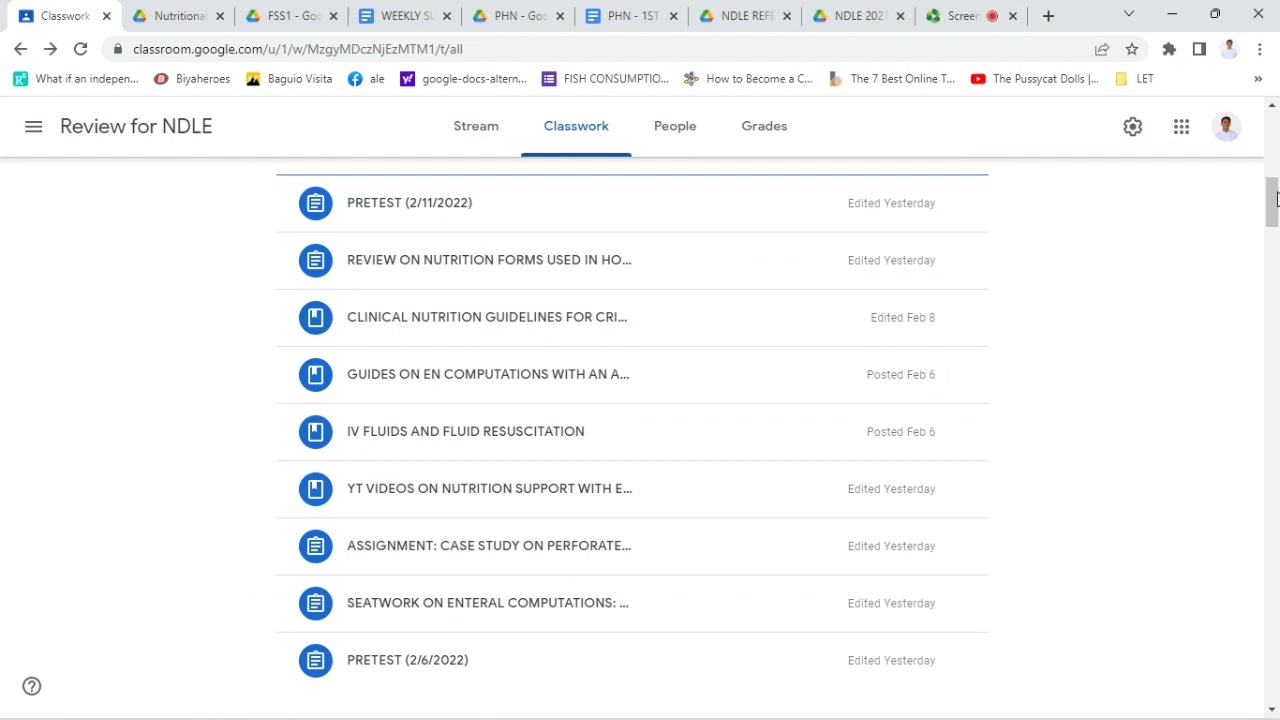 Classwork
Nutritional
FSSI - Goo
WEEKLY SU
PHN - Goo
PHN - 1ST
NDLE REFE
NDLE 202
Screen
classroom.google.com/u/1/w/MzgyMDczNjEzMTM1/t/all
What if an indepen...
Biyaheroes
Baguio Visita
ale
google-docs-altern...
FISH CONSUMPTIO...
How to Become a C...
The 7 Best Online T...
The Pussycat Dolls |...
LET
Review for NDLE
Stream
Classwork
People
Grades
PRETEST (2/11/2022) Edited Yesterday
REVIEW ON NUTRITION FORMS USED IN HO... Edited Yesterday
CLINICAL NUTRITION GUIDELINES FOR CRI... Edited Feb 8
GUIDES ON EN COMPUTATIONS WITH AN A... Posted Feb 6
IV FLUIDS AND FLUID RESUSCITATION Posted Feb 6
YT VIDEOS ON NUTRITION SUPPORT WITH E... Edited Yesterday
ASSIGNMENT: CASE STUDY ON PERFORATE... Edited Yesterday
SEATWORK ON ENTERAL COMPUTATIONS: ... Edited Yesterday
PRETEST (2/6/2022) Edited Yesterday